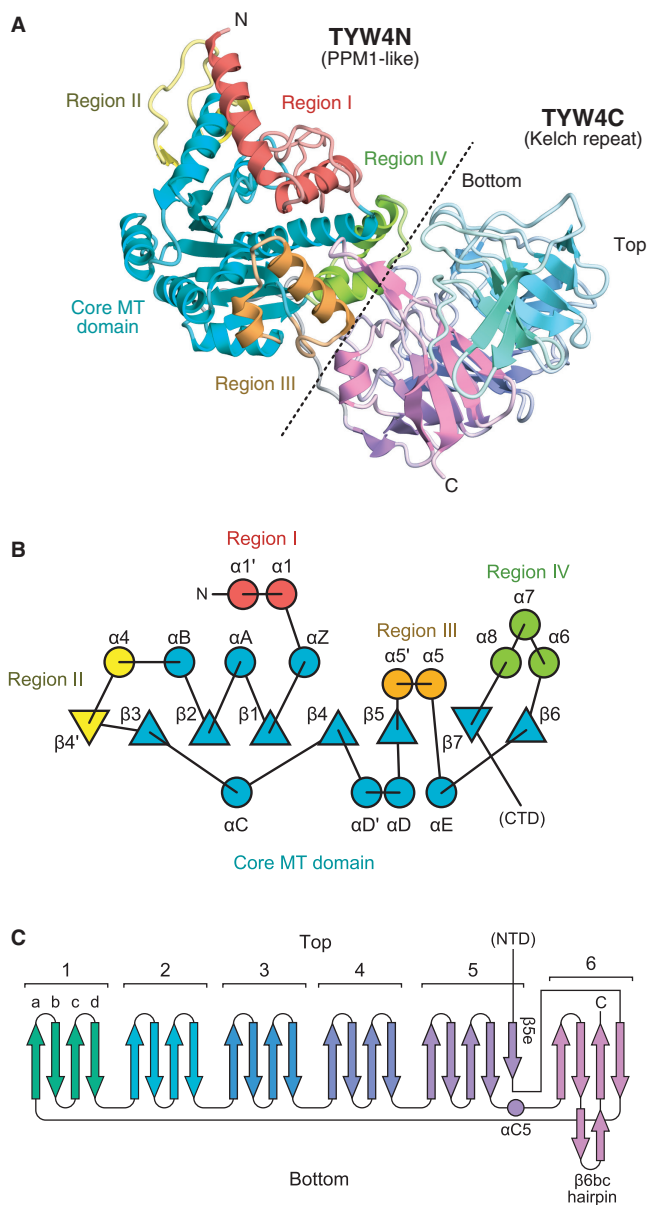 A
N
TYW4N
(PPM1-like)
Region II
Region I
TYW4C
(Kelch repeat)
Region IV
Bottom
Top
Core MT
domain
Region III
C
B
Region I
α1' α1
N
Region IV
α7
α4 αB αA αZ
Region III
α5' α5
α8 α6
Region II
β4' β3 β2 β1 β4 β5 β7 β6
αC αD' αD αE
(CTD)
Core MT domain
C
Top
(NTD)
1 2 3 4 5 6
a b c d
β5e
C
αC5
Bottom
β6bc
hairpin